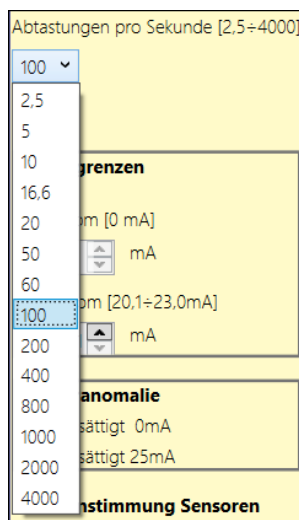 Abtastungen pro Sekunde [2,5÷4000]
100
2,5
5
10
grenzen
16,6
20
om [0 mA]
50
mA
60
100
om [20,1÷23,0mA]
200
mA
400
anomalie
800
sättigt 0mA
1000
2000
sättigt 25mA
4000
nstimmung Sensoren